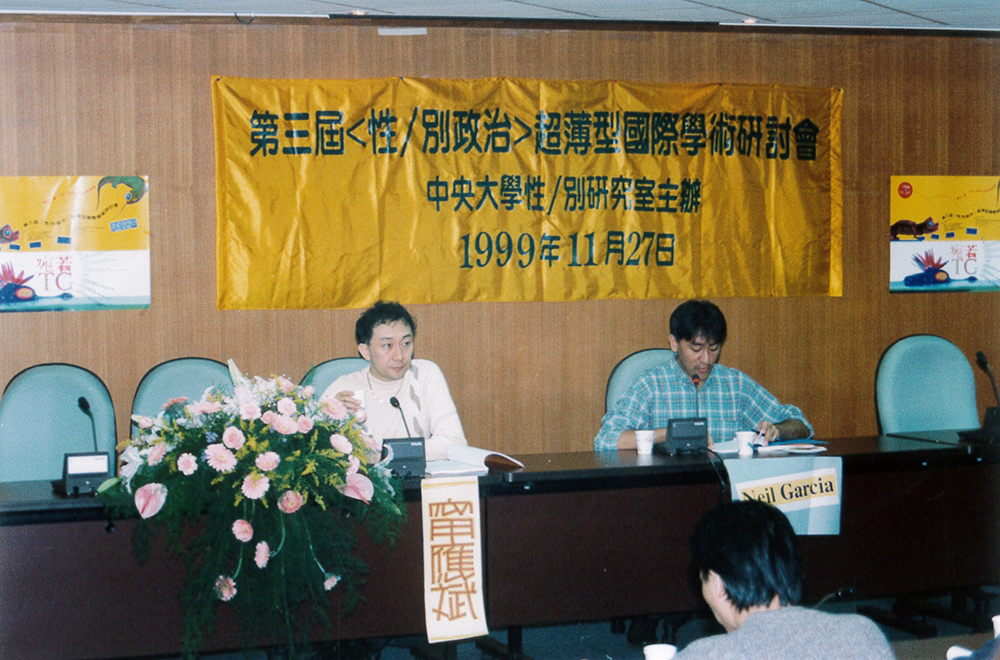 第三屆<性/別政治>超薄型國際學術研討會
中央大學性/別研究室主辦
1999年11月27日
TC
TC
甯應斌
Neil Garcia